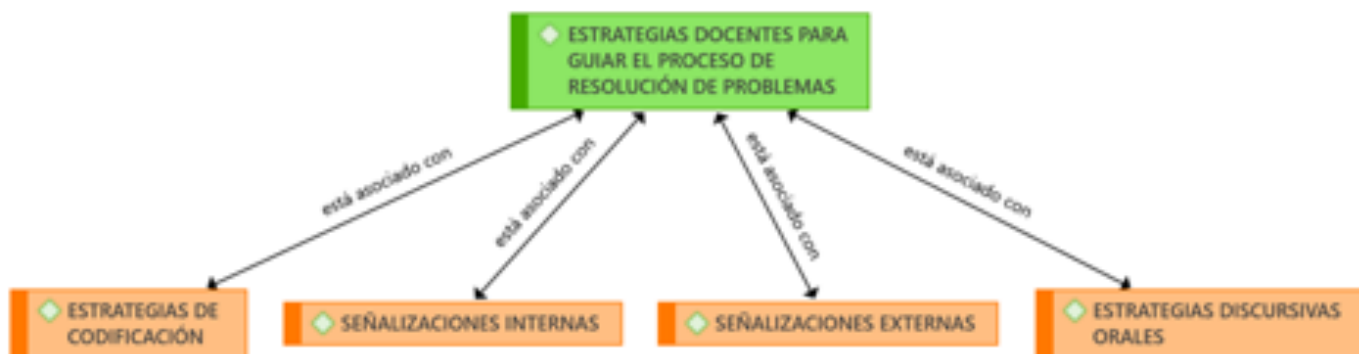 ESTRATEGIAS DOCENTES PARA
GUIAR EL PROCESO DE
RESOLUCIÓN DE PROBLEMAS
está asociado con
está asociado con
está asociado con
está asociado con
ESTRATEGIAS DE
CODIFICACIÓN
SEÑALIZACIONES INTERNAS
SEÑALIZACIONES EXTERNAS
ESTRATEGIAS DISCURSIVAS
ORALES